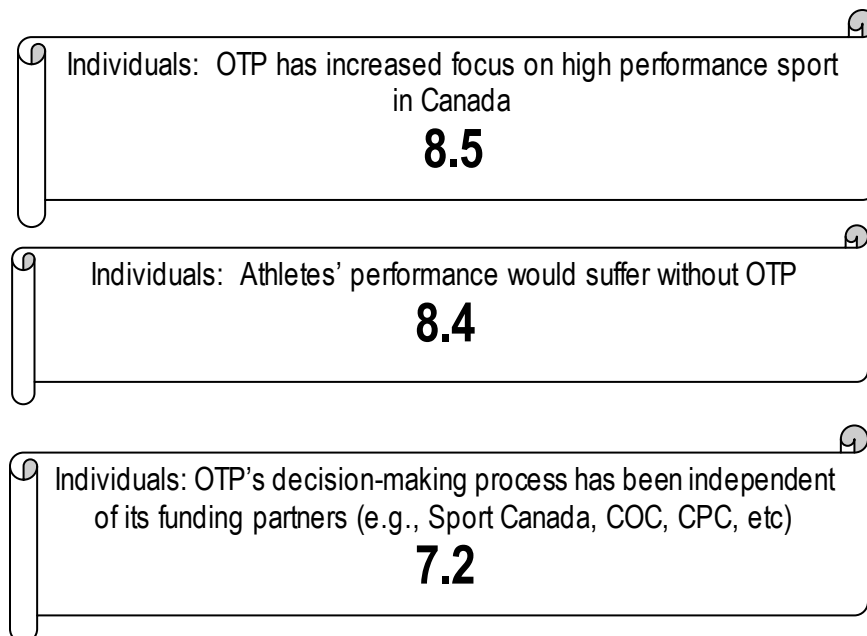 Individuals: OTP has increased focus on high performance sport
in Canada
8.5
Individuals: Athletes’ performance would suffer without OTP
8.4
Individuals: OTP’s decision-making process has been independent
of its funding partners (e.g., Sport Canada, COC, CPC, etc)
7.2